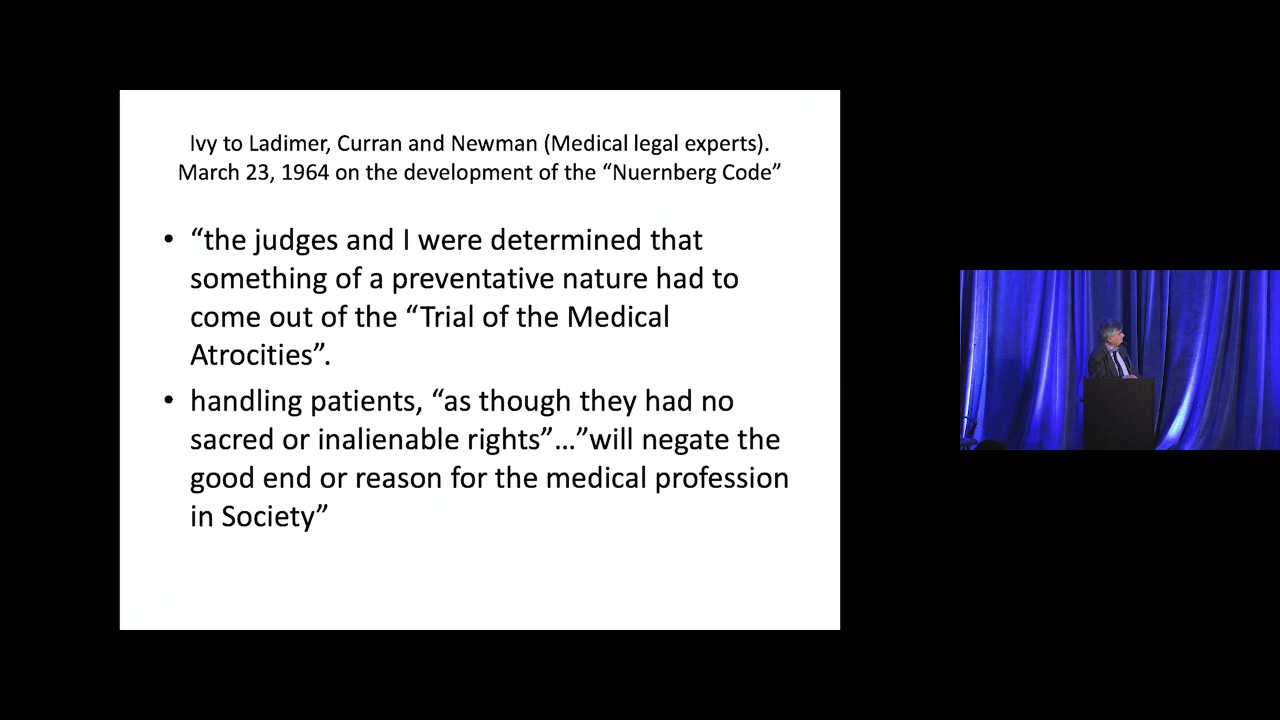 Ivy to Ladimer, Curran and Newman (Medical legal experts).
March 23, 1964 on the development of the “Nuernberg Code”
• “the judges and I were determined that
something of a preventative nature had to
come out of the “Trial of the Medical
Atrocities”.
• handling patients, “as though they had no
sacred or inalienable rights”…”will negate the
good end or reason for the medical profession
in Society”